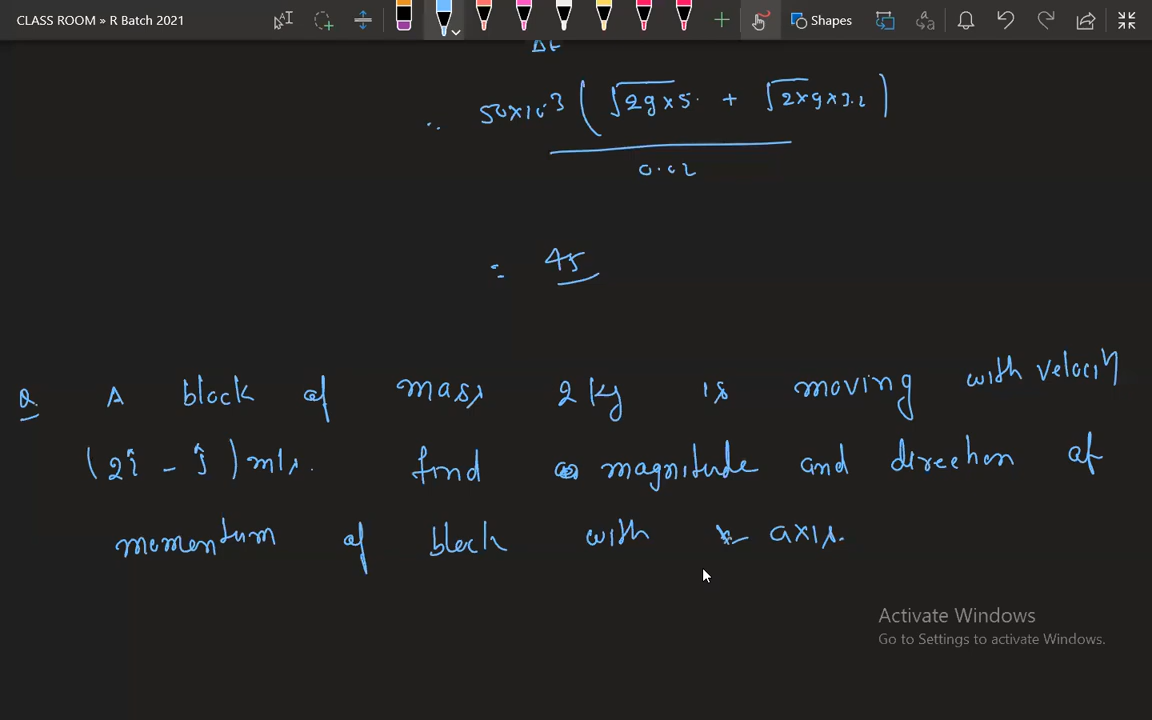 CLASS ROOM » R Batch 2021
Shapes
Δt
∴ 50×10⁻³ (√2g×5 + √2×g×3.2)
0.02
= 45
Q A block of mass 2 kg is moving with velocity
(2î - ĵ) m/s. find magnitude and direction of
momentum of block with x- axis.
Activate Windows
Go to Settings to activate Windows.